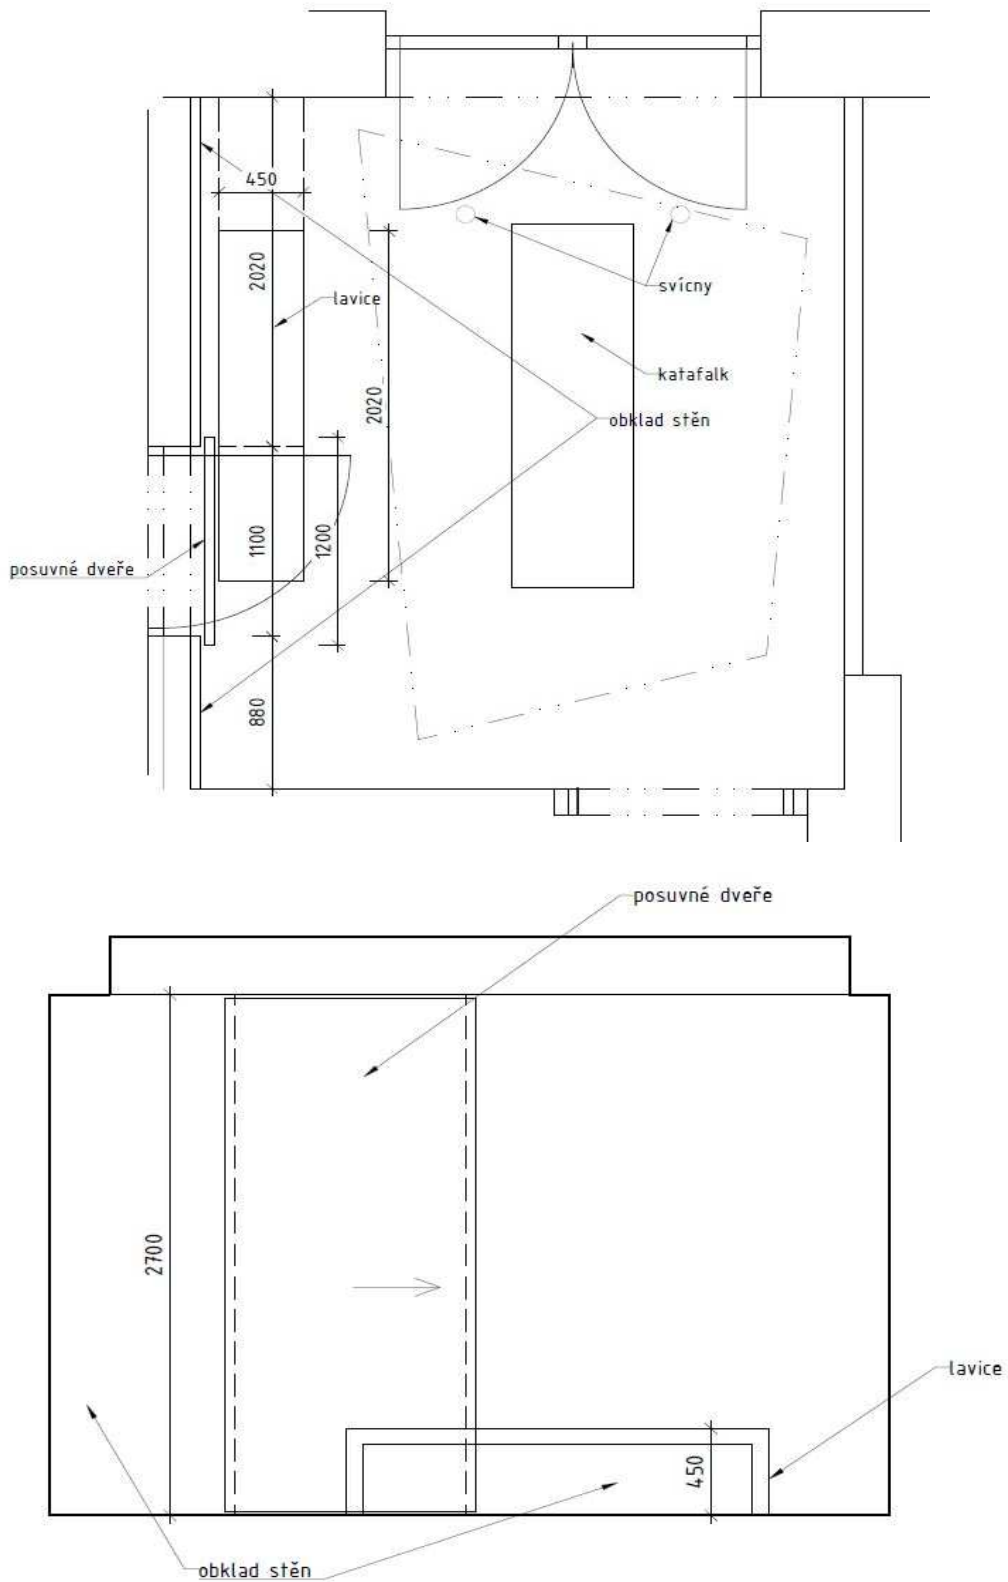 450
2020
lavice
svícny
katafalk
2020
obklad stěn
1100
1200
posuvné dveře
880
posuvné dveře
2700
lavice
450
obklad stěn